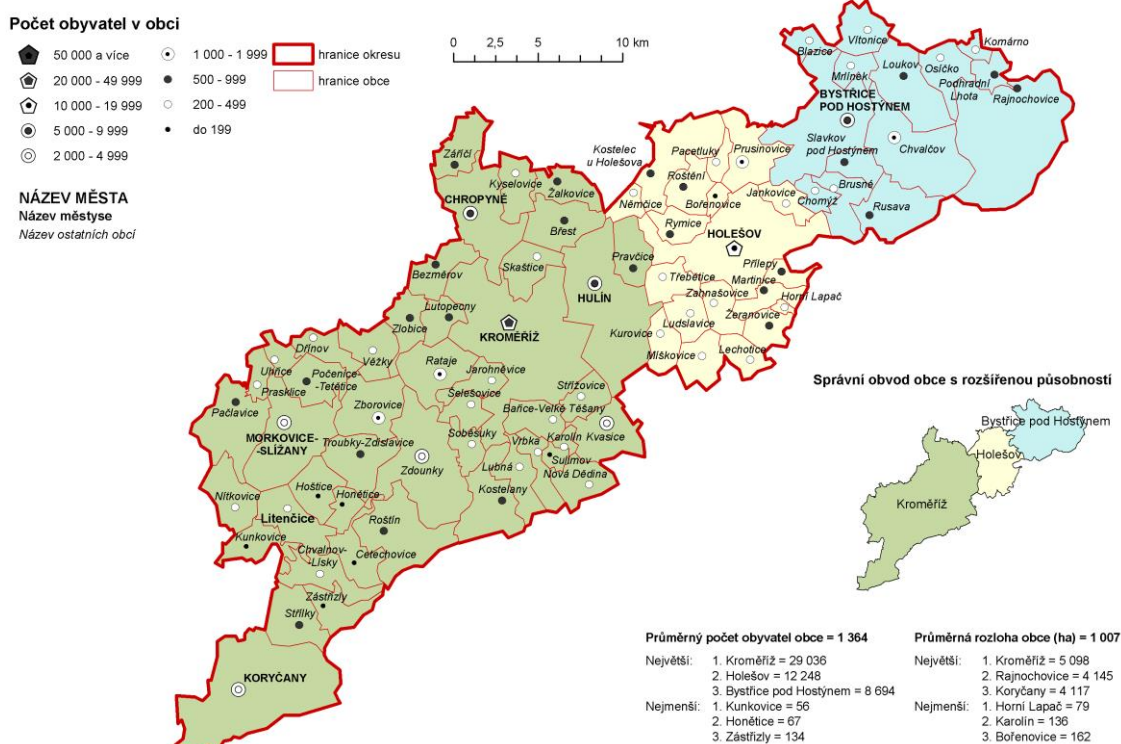 Počet obyvatel v obci
50 000 a více
20 000 - 49 999
10 000 - 19 999
5 000 - 9 999
2 000 - 4 999
1 000 - 1 999
500 - 999
200 - 499
do 199
hranice okresu
hranice obce
NÁZEV MĚSTA
Název městyse
Název ostatních obcí
0 2,5 5 10 km
Blazice
Vítonice
Komárno
Mrlínek
Loukov
Osíčko
Podhradní
Lhota
Rajnochovice
BYSTŘICE
POD HOSTÝNEM
Slavkov
pod Hostýnem
Chvalčov
Brusné
Chomýž
Rusava
Kostelec
u Holešova
Pacetluky
Prusinovice
Roštění
Bořenovice
Jankovice
Němčice
Rymice
HOLEŠOV
Přílepy
Martinice
Třebětice
Zahnašovice
Horní Lapač
Ludslavice
Žeranovice
Kurovice
Míškovice
Lechotice
Záříčí
Kyselovice
Žalkovice
CHROPYNĚ
Břest
Bezměrov
Skaštice
Pravčice
HULÍN
Lutopecny
Zlobice
KROMĚŘÍŽ
Dřínov
Věžky
Uhřice
Prasklice
Počenice-
-Tetětice
Rataje
Jarohněvice
Pačlavice
Šelešovice
Střížovice
Zborovice
Bařice-Velké Těšany
MORKOVICE-
-SLÍŽANY
Troubky-Zdislavice
Soběsuky
Vrbka
Karolín
Kvasice
Zdounky
Sulimov
Lubná
Nová Dědina
Kostelany
Nítkovice
Hoštice
Honětice
Litenčice
Roštín
Kunkovice
Chvalnov-
-Lísky
Cetechovice
Zástřizly
Střílky
KORYČANY
Správní obvod obce s rozšířenou působností
Bystřice pod Hostýnem
Holešov
Kroměříž
Průměrný počet obyvatel obce = 1 364
Největší: 1. Kroměříž = 29 036
2. Holešov = 12 248
3. Bystřice pod Hostýnem = 8 694
Nejmenší: 1. Kunkovice = 56
2. Honětice = 67
3. Zástřizly = 134
Průměrná rozloha obce (ha) = 1 007
Největší: 1. Kroměříž = 5 098
2. Rajnochovice = 4 145
3. Koryčany = 4 117
Nejmenší: 1. Horní Lapač = 79
2. Karolín = 136
3. Bořenovice = 162